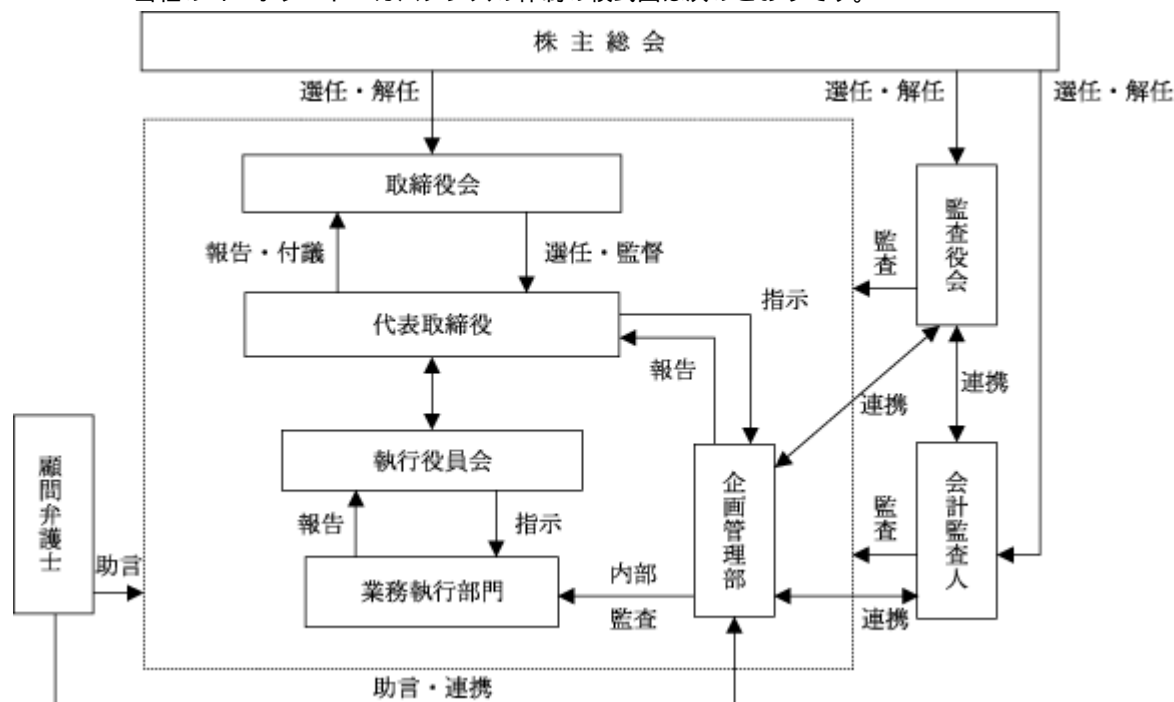 株主総会
選任・解任
選任・解任
選任・解任
取締役会
監査役会
報告・付議
選任・監督
監査
代表取締役
指示
報告
連携
連携
顧問弁護士
執行役員会
企画管理部
会計監査人
報告
指示
監査
助言
業務執行部門
内部
監査
連携
助言・連携